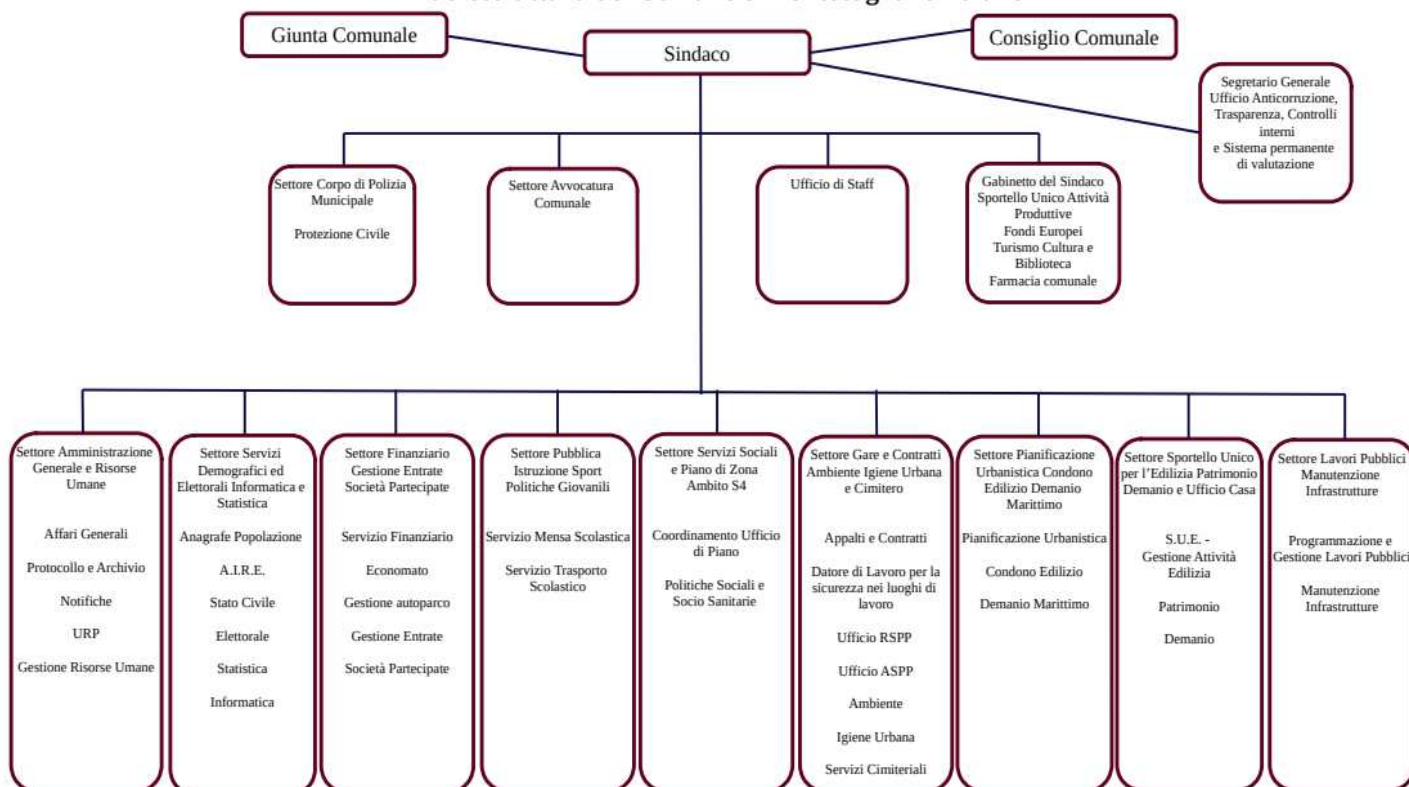 Giunta Comunale
Sindaco
Consiglio Comunale
Segretario Generale
Ufficio Anticorruzione,
Trasparenza, Controlli
interni
e Sistema permanente
di valutazione
Settore Corpo di Polizia
Municipale
Protezione Civile
Settore Avvocatura
Comunale
Ufficio di Staff
Gabinetto del Sindaco
Sportello Unico Attività
Produttive
Fondi Europei
Turismo Cultura e
Biblioteca
Farmacia comunale
Settore Amministrazione
Generale e Risorse
Umane
Affari Generali
Protocollo e Archivio
Notifiche
URP
Gestione Risorse Umane
Settore Servizi
Demografici ed
Elettorali Informatica e
Statistica
Anagrafe Popolazione
A.I.R.E.
Stato Civile
Elettorale
Statistica
Informatica
Settore Finanziario
Gestione Entrate
Società Partecipate
Servizio Finanziario
Economato
Gestione autoparco
Gestione Entrate
Società Partecipate
Settore Pubblica
Istruzione Sport
Politiche Giovanili
Servizio Mensa Scolastica
Servizio Trasporto
Scolastico
Settore Servizi Sociali
e Piano di Zona
Ambito S4
Coordinamento Ufficio
di Piano
Politiche Sociali e
Socio Sanitarie
Settore Gare e Contratti
Ambiente Igiene Urbana
e Cimitero
Appalti e Contratti
Datore di Lavoro per la
sicurezza nei luoghi di
lavoro
Ufficio RSPP
Ufficio ASPP
Ambiente
Igiene Urbana
Servizi Cimiteriali
Settore Pianificazione
Urbanistica Condono
Edilizio Demanio
Marittimo
Pianificazione Urbanistica
Condono Edilizio
Demanio Marittimo
Settore Sportello Unico
per l’Edilizia Patrimonio
Demanio e Ufficio Casa
S.U.E. -
Gestione Attività
Edilizia
Patrimonio
Demanio
Settore Lavori Pubblici
Manutenzione
Infrastrutture
Programmazione e
Gestione Lavori Pubblici
Manutenzione
Infrastrutture